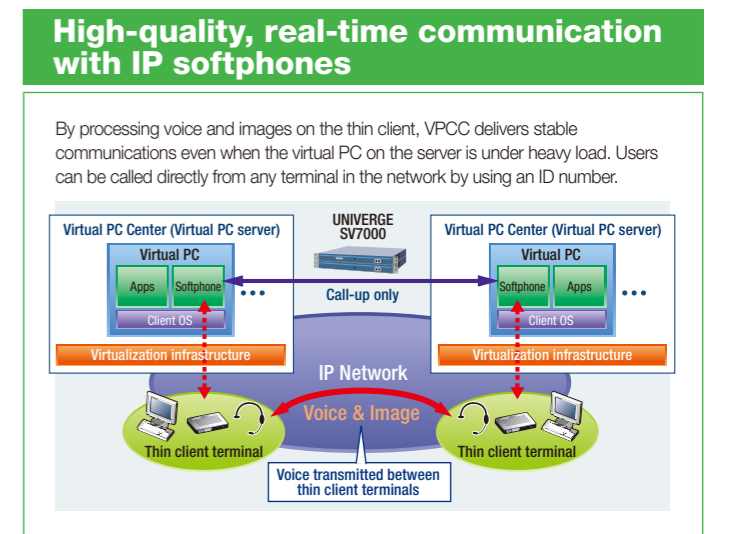 High-quality, real-time communication
with IP softphones
By processing voice and images on the thin client, VPCC delivers stable
communications even when the virtual PC on the server is under heavy load. Users
can be called directly from any terminal in the network by using an ID number.
Virtual PC Center (Virtual PC server)
Virtual PC
Apps
Softphone
Client OS
Virtualization infrastructure
UNIVERGE
SV7000
Call-up only
Virtual PC Center (Virtual PC server)
Virtual PC
Softphone
Apps
Client OS
Virtualization infrastructure
IP Network
Voice & Image
Thin client terminal
Thin client terminal
Voice transmitted between
thin client terminals